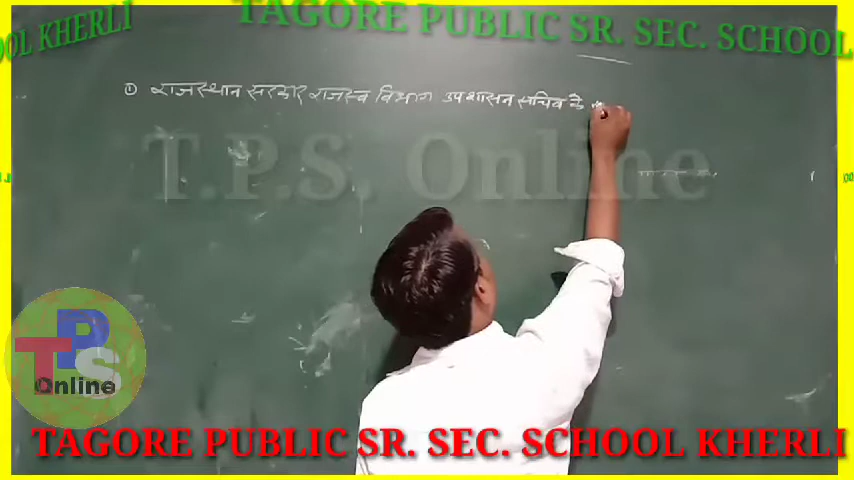 OOL KHERLI
TAGORE PUBLIC SR. SEC. SCHOOL
① राजस्थान सरकार राजस्व विभाग उपशासन सचिव के
T.P.S. Online
TPS
Online
TAGORE PUBLIC SR. SEC. SCHOOL KHERLI